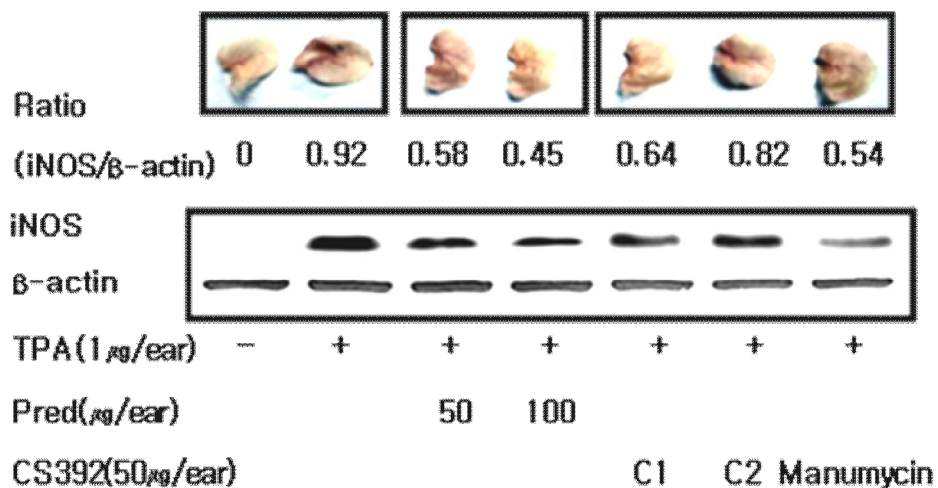 Ratio
(iNOS/β-actin) 0 0.92 0.58 0.45 0.64 0.82 0.54
iNOS
β-actin
TPA(1㎍/ear) - + + + + + +
Pred(㎍/ear) 50 100
CS392(50㎍/ear) C1 C2 Manumycin